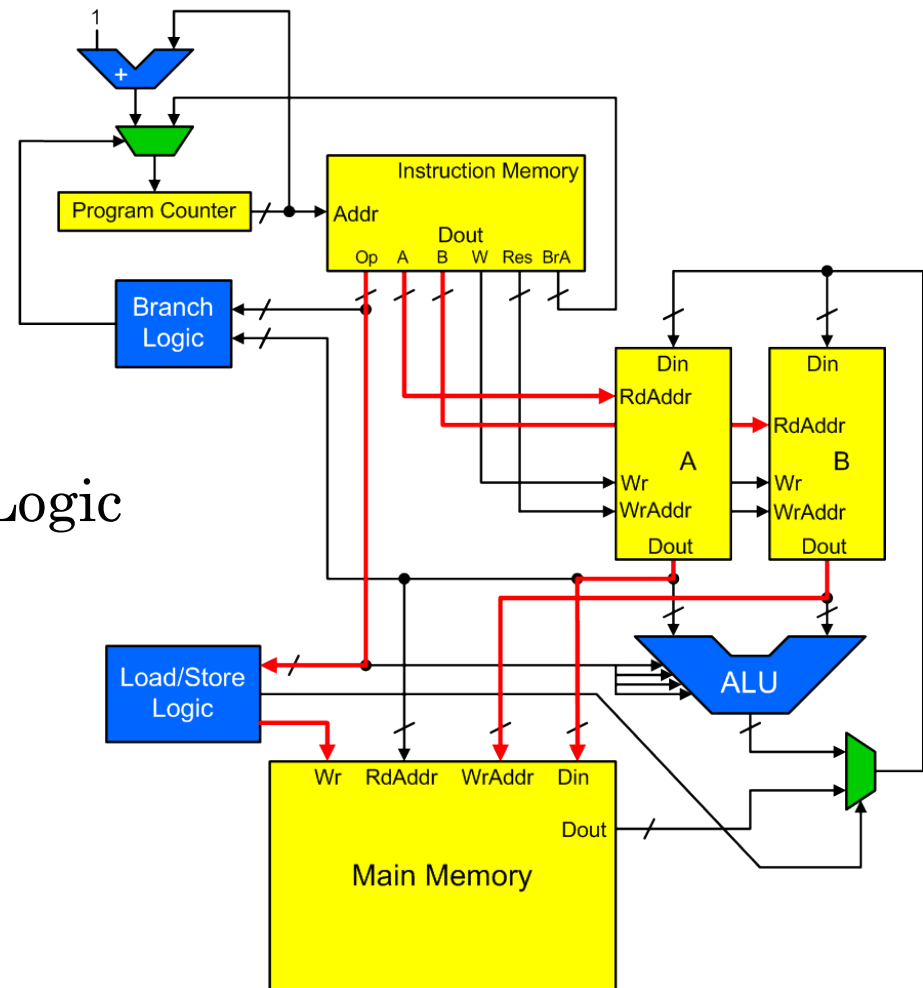 1
+
Instruction Memory
Program Counter
Addr
Dout
Op A B W Res BrA
Branch
Logic
Din Din
RdAddr
RdAddr
A B
Logic
Wr Wr
WrAddr WrAddr
Dout Dout
Load/Store
Logic
ALU
Wr RdAddr WrAddr Din
Dout
Main Memory